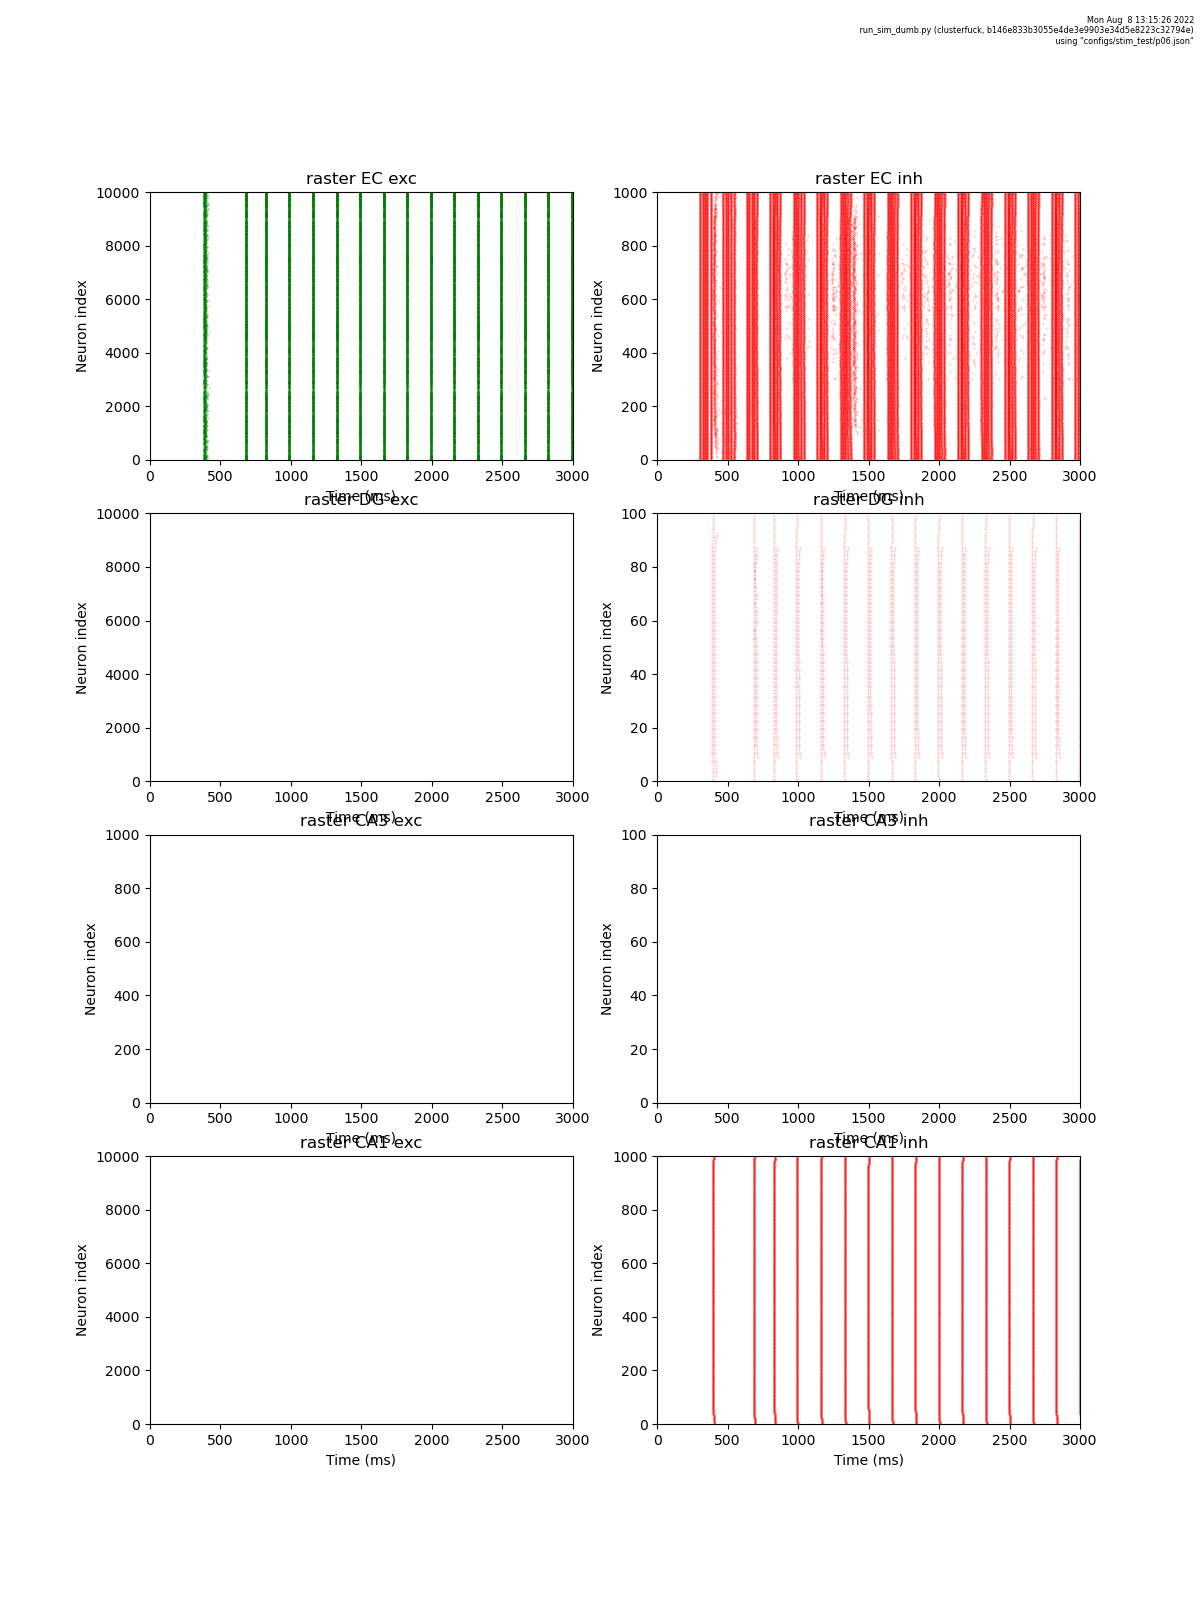 Mon Aug  8 13:15:26 2022
run_sim_dumb.py (clusterfuck, b146e833b3055e4de3e9903e34d5e8223c32794e)
using "configs/stim_test/p06.json"
raster EC exc
10000
8000
6000
4000
2000
0
Neuron index
0 500 1000 1500 2000 2500 3000
Time (ms)
raster EC inh
1000
800
600
400
200
0
Neuron index
0 500 1000 1500 2000 2500 3000
Time (ms)
raster DG exc
10000
8000
6000
4000
2000
0
Neuron index
0 500 1000 1500 2000 2500 3000
Time (ms)
raster DG inh
100
80
60
40
20
0
Neuron index
0 500 1000 1500 2000 2500 3000
Time (ms)
raster CA3 exc
1000
800
600
400
200
0
Neuron index
0 500 1000 1500 2000 2500 3000
Time (ms)
raster CA3 inh
100
80
60
40
20
0
Neuron index
0 500 1000 1500 2000 2500 3000
Time (ms)
raster CA1 exc
10000
8000
6000
4000
2000
0
Neuron index
0 500 1000 1500 2000 2500 3000
Time (ms)
raster CA1 inh
1000
800
600
400
200
0
Neuron index
0 500 1000 1500 2000 2500 3000
Time (ms)